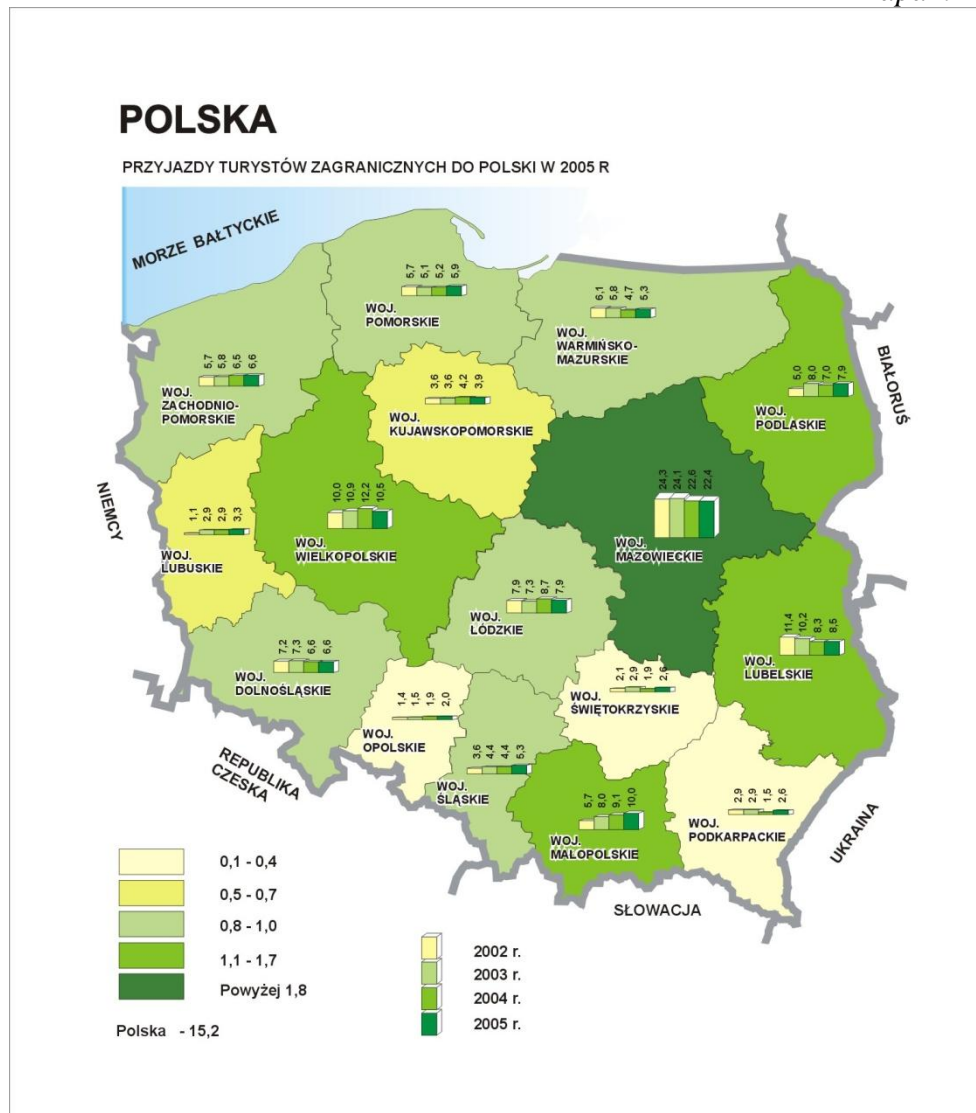 POLSKA
PRZYJAZDY TURYSTÓW ZAGRANICZNYCH DO POLSKI W 2005 R
MORZE BAŁTYCKIE
5,7 5,1 5,2 5,9
WOJ.
POMORSKIE
6,1 5,8 4,7 5,3
WOJ.
WARMIŃSKO-
MAZURSKIE
5,7 5,8 6,5 6,6
WOJ.
ZACHODNIO-
POMORSKIE
3,6 3,6 4,2 3,9
WOJ.
KUJAWSKOPOMORSKIE
5,0 8,0 7,0 7,9
WOJ.
PODLASKIE
BIAŁORUŚ
NIEMCY
1,1 2,9 2,9 3,3
WOJ.
LUBUSKIE
10,0 10,9 12,2 10,5
WOJ.
WIELKOPOLSKIE
24,3 24,1 22,6 22,4
WOJ.
MAZOWIECKIE
7,9 7,3 8,7 7,9
WOJ.
ŁÓDZKIE
11,4 10,2 8,3 8,5
WOJ.
LUBELSKIE
7,2 7,3 6,6 6,6
WOJ.
DOLNOŚLĄSKIE
1,4 1,5 1,9 2,0
WOJ.
OPOLSKIE
2,1 2,9 1,9 2,6
WOJ.
ŚWIĘTOKRZYSKIE
REPUBLIKA
CZESKA
3,6 4,4 4,4 5,3
WOJ.
ŚLĄSKIE
5,7 8,0 9,1 10,0
WOJ.
MAŁOPOLSKIE
2,9 2,9 1,5 2,6
WOJ.
PODKARPACKIE
UKRAINA
SŁOWACJA
0,1 - 0,4
0,5 - 0,7
0,8 - 1,0
1,1 - 1,7
Powyżej 1,8
Polska - 15,2
2002 r.
2003 r.
2004 r.
2005 r.